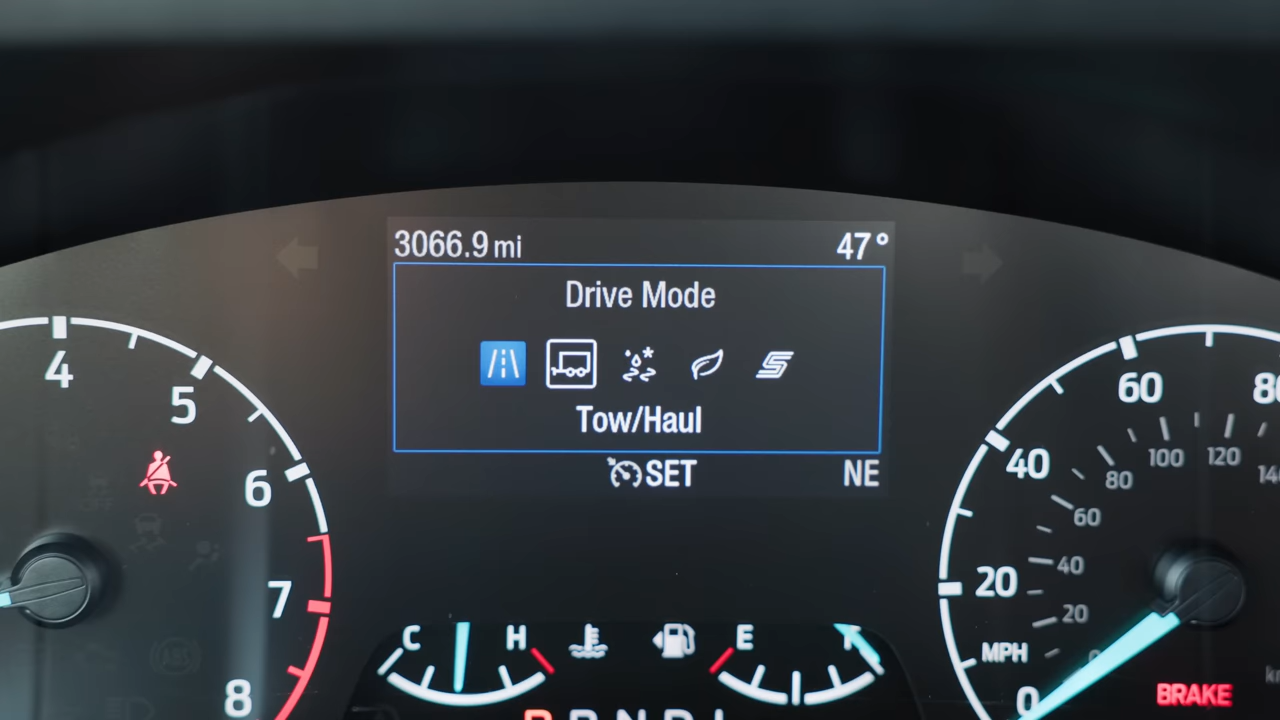 3066.9 mi 47°
Drive Mode
Tow/Haul
SET NE
4
5
6
7
8
C H
E F
P R N D L
60 80
40
20
0
MPH
20
40
60
80
100
120
BRAKE